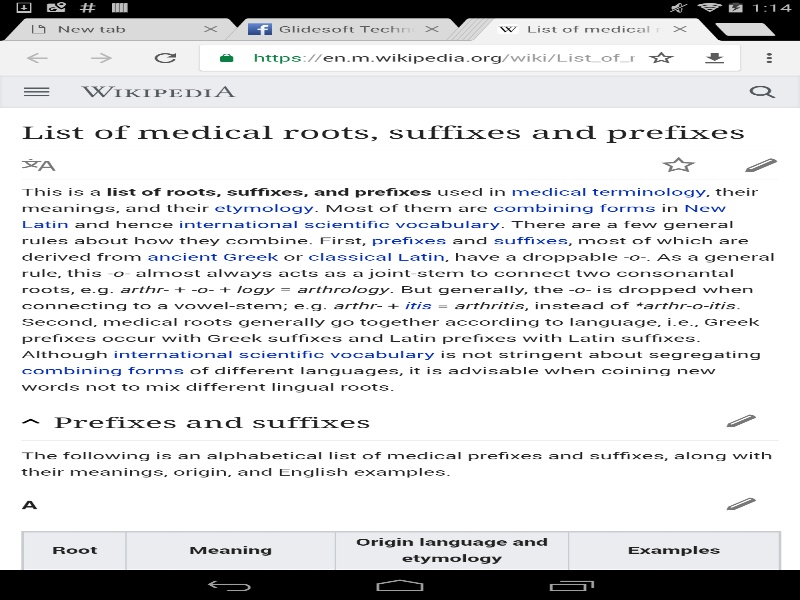 # 1:14
New tab Glidesoft Techn List of medical r
https://en.m.wikipedia.org/wiki/List_of_r
WIKIPEDIA
List of medical roots, suffixes and prefixes
This is a list of roots, suffixes, and prefixes used in medical terminology, their
meanings, and their etymology. Most of them are combining forms in New
Latin and hence international scientific vocabulary. There are a few general
rules about how they combine. First, prefixes and suffixes, most of which are
derived from ancient Greek or classical Latin, have a droppable -o-. As a general
rule, this -o- almost always acts as a joint-stem to connect two consonantal
roots, e.g. arthr- + -o- + logy = arthrology. But generally, the -o- is dropped when
connecting to a vowel-stem; e.g. arthr- + itis = arthritis, instead of *arthr-o-itis.
Second, medical roots generally go together according to language, i.e., Greek
prefixes occur with Greek suffixes and Latin prefixes with Latin suffixes.
Although international scientific vocabulary is not stringent about segregating
combining forms of different languages, it is advisable when coining new
words not to mix different lingual roots.
Prefixes and suffixes
The following is an alphabetical list of medical prefixes and suffixes, along with
their meanings, origin, and English examples.
A
Root Meaning Origin language and etymology Examples